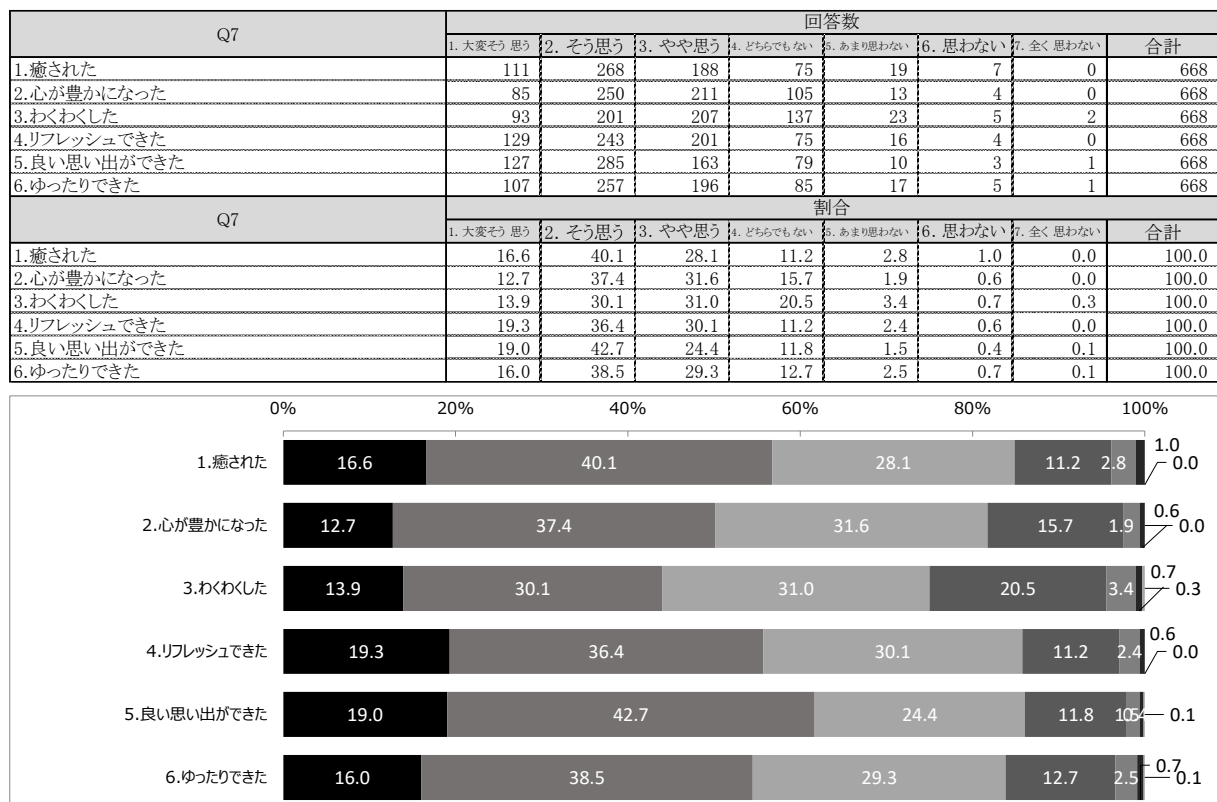 Q7 回答数
1. 大変そう 思う 2. そう思う 3. やや思う 4. どちらでもない 5. あまり思わない 6. 思わない 7. 全く 思わない 合計
1.癒された 111 268 188 75 19 7 0 668
2.心が豊かになった 85 250 211 105 13 4 0 668
3.わくわくした 93 201 207 137 23 5 2 668
4.リフレッシュできた 129 243 201 75 16 4 0 668
5.良い思い出ができた 127 285 163 79 10 3 1 668
6.ゆったりできた 107 257 196 85 17 5 1 668
Q7 割合
1. 大変そう 思う 2. そう思う 3. やや思う 4. どちらでもない 5. あまり思わない 6. 思わない 7. 全く 思わない 合計
1.癒された 16.6 40.1 28.1 11.2 2.8 1.0 0.0 100.0
2.心が豊かになった 12.7 37.4 31.6 15.7 1.9 0.6 0.0 100.0
3.わくわくした 13.9 30.1 31.0 20.5 3.4 0.7 0.3 100.0
4.リフレッシュできた 19.3 36.4 30.1 11.2 2.4 0.6 0.0 100.0
5.良い思い出ができた 19.0 42.7 24.4 11.8 1.5 0.4 0.1 100.0
6.ゆったりできた 16.0 38.5 29.3 12.7 2.5 0.7 0.1 100.0
0% 20% 40% 60% 80% 100%
1.癒された 16.6 40.1 28.1 11.2 2.8 1.0 0.0
2.心が豊かになった 12.7 37.4 31.6 15.7 1.9 0.6 0.0
3.わくわくした 13.9 30.1 31.0 20.5 3.4 0.7 0.3
4.リフレッシュできた 19.3 36.4 30.1 11.2 2.4 0.6 0.0
5.良い思い出ができた 19.0 42.7 24.4 11.8 1.5 0.4 0.1
6.ゆったりできた 16.0 38.5 29.3 12.7 2.5 0.7 0.1